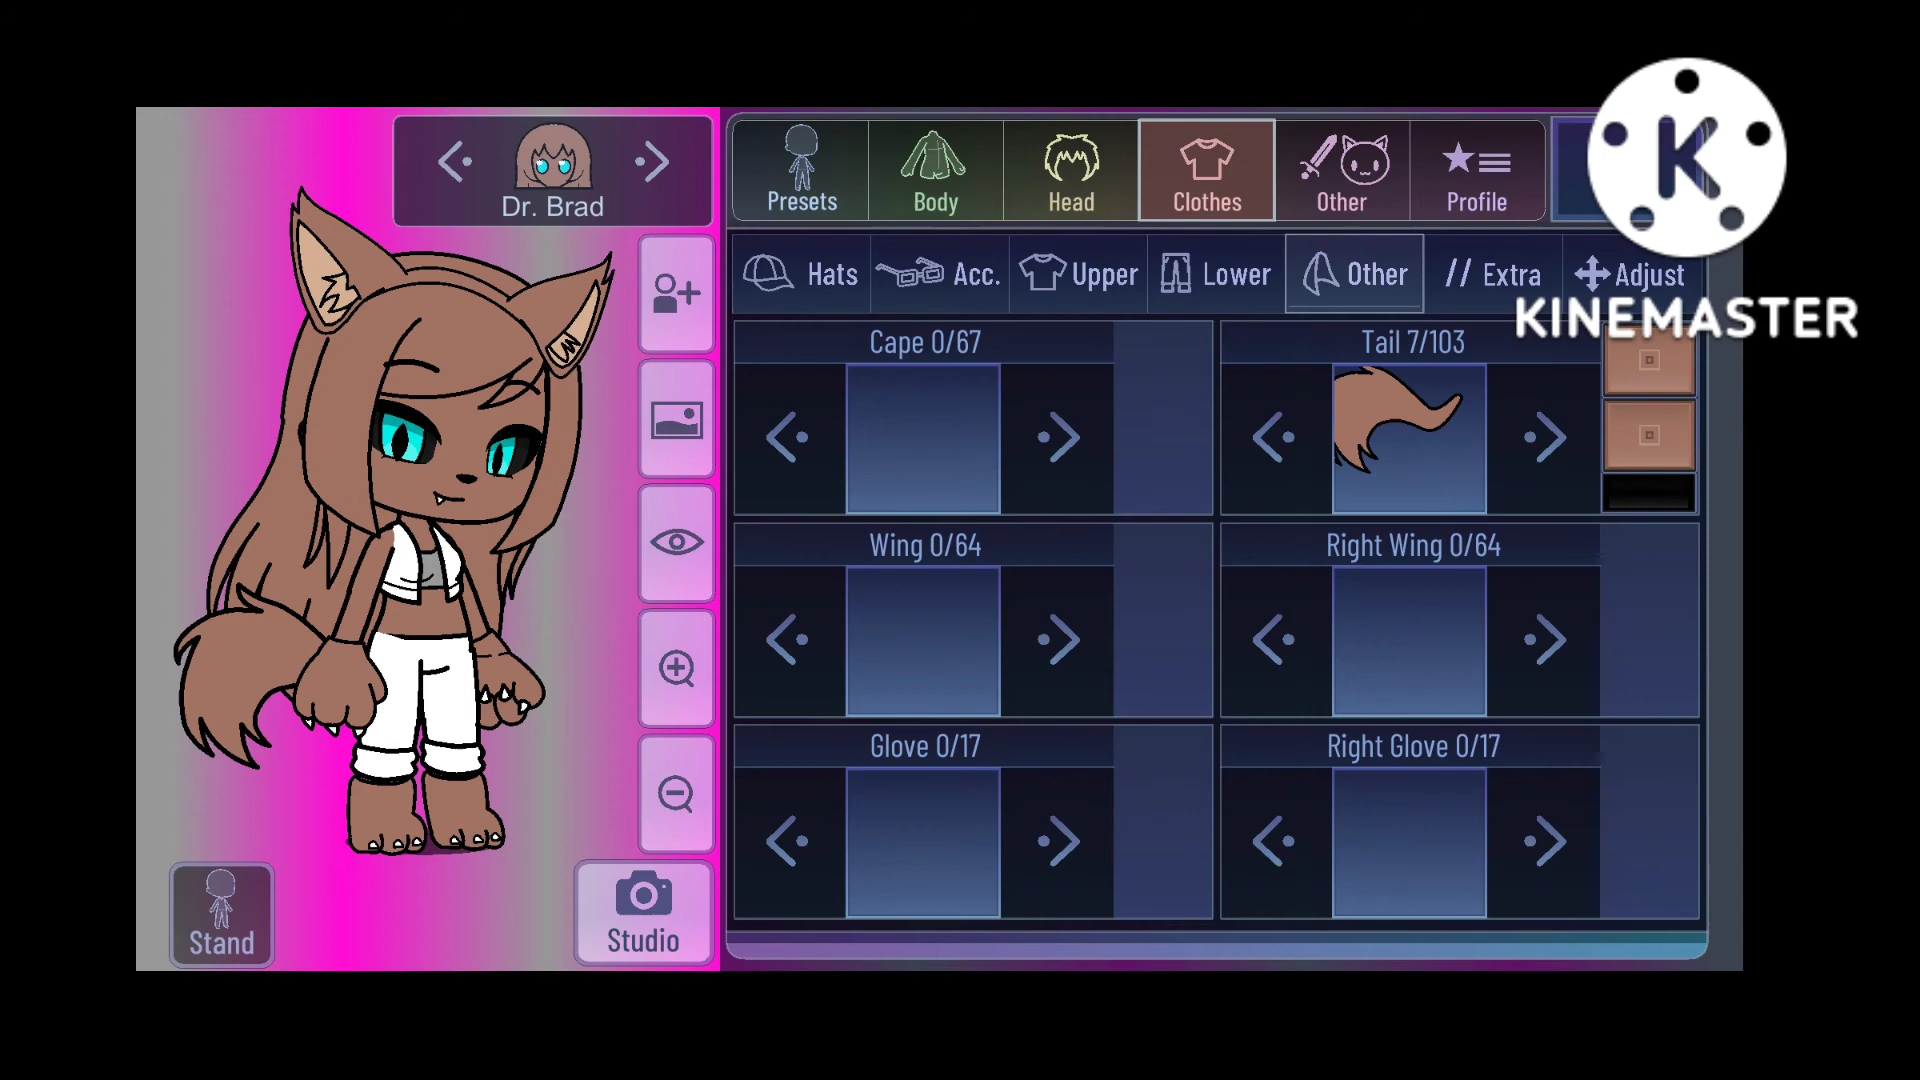 Dr. Brad
Presets
Body
Head
Clothes
Other
Profile
K
KINEMASTER
Hats
Acc.
Upper
Lower
Other
Extra
Adjust
Cape 0/67
Tail 7/103
Wing 0/64
Right Wing 0/64
Glove 0/17
Right Glove 0/17
Stand
Studio